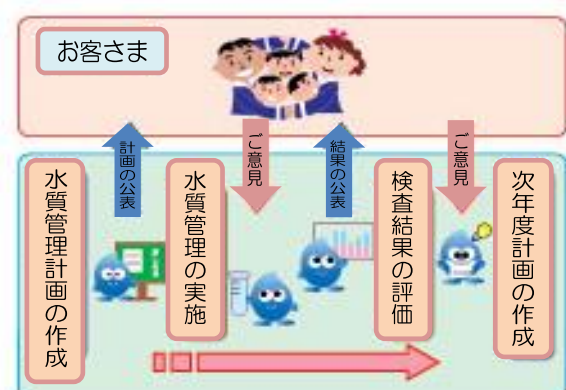 お客さま
計画の公表
ご意見
結果の公表
ご意見
水質管理計画の作成
水質管理の実施
検査結果の評価
次年度計画の作成